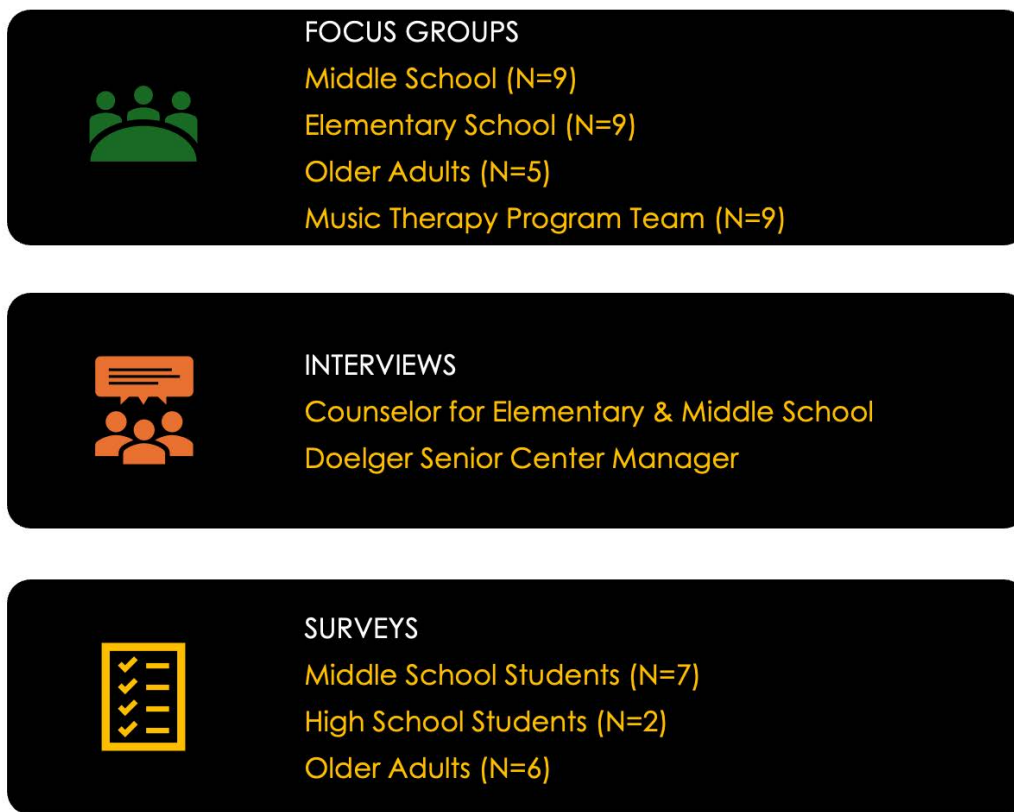 FOCUS GROUPS
Middle School (N=9)
Elementary School (N=9)
Older Adults (N=5)
Music Therapy Program Team (N=9)
INTERVIEWS
Counselor for Elementary & Middle School
Doelger Senior Center Manager
SURVEYS
Middle School Students (N=7)
High School Students (N=2)
Older Adults (N=6)